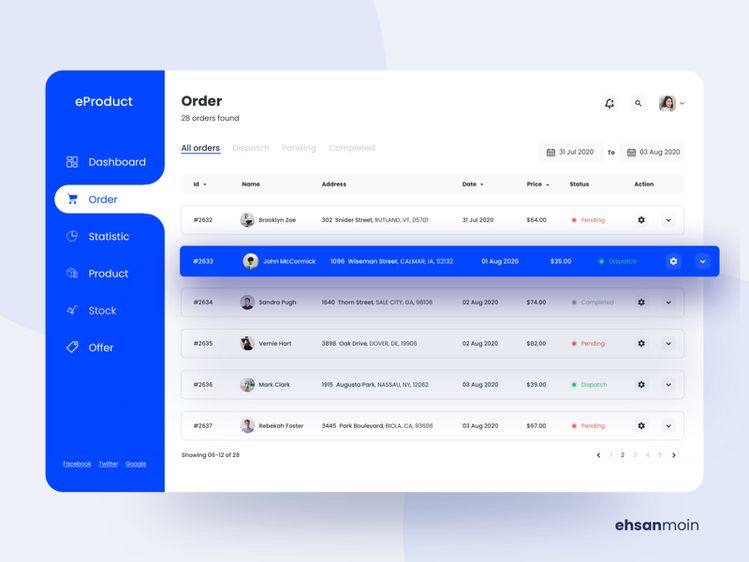 eProduct
Dashboard
Order
Statistic
Product
Stock
Offer
Facebook Twitter Google
Order
28 orders found
All orders Dispatch Pending Completed
31 Jul 2020 To 03 Aug 2020
Id Name Address Date Price Status Action
#2632 Brooklyn Zoe 302 Snider Street, RUTLAND, VT, 05701 31 Jul 2020 $64.00 Pending
#2633 John McCormick 1096 Wiseman Street, CALMAR, IA, 52132 01 Aug 2020 $35.00 Dispatch
#2634 Sandra Pugh 1640 Thorn Street, SALE CITY, GA, 98106 02 Aug 2020 $74.00 Completed
#2635 Vernie Hart 3898 Oak Drive, DOVER, DE, 19906 02 Aug 2020 $82.00 Pending
#2636 Mark Clark 1915 Augusta Park, NASSAU, NY, 12062 03 Aug 2020 $39.00 Dispatch
#2637 Rebekah Foster 3445 Park Boulevard, BIOLA, CA, 93606 03 Aug 2020 $67.00 Pending
Showing 06-12 of 28 1 2 3 4 5
ehsanmoin